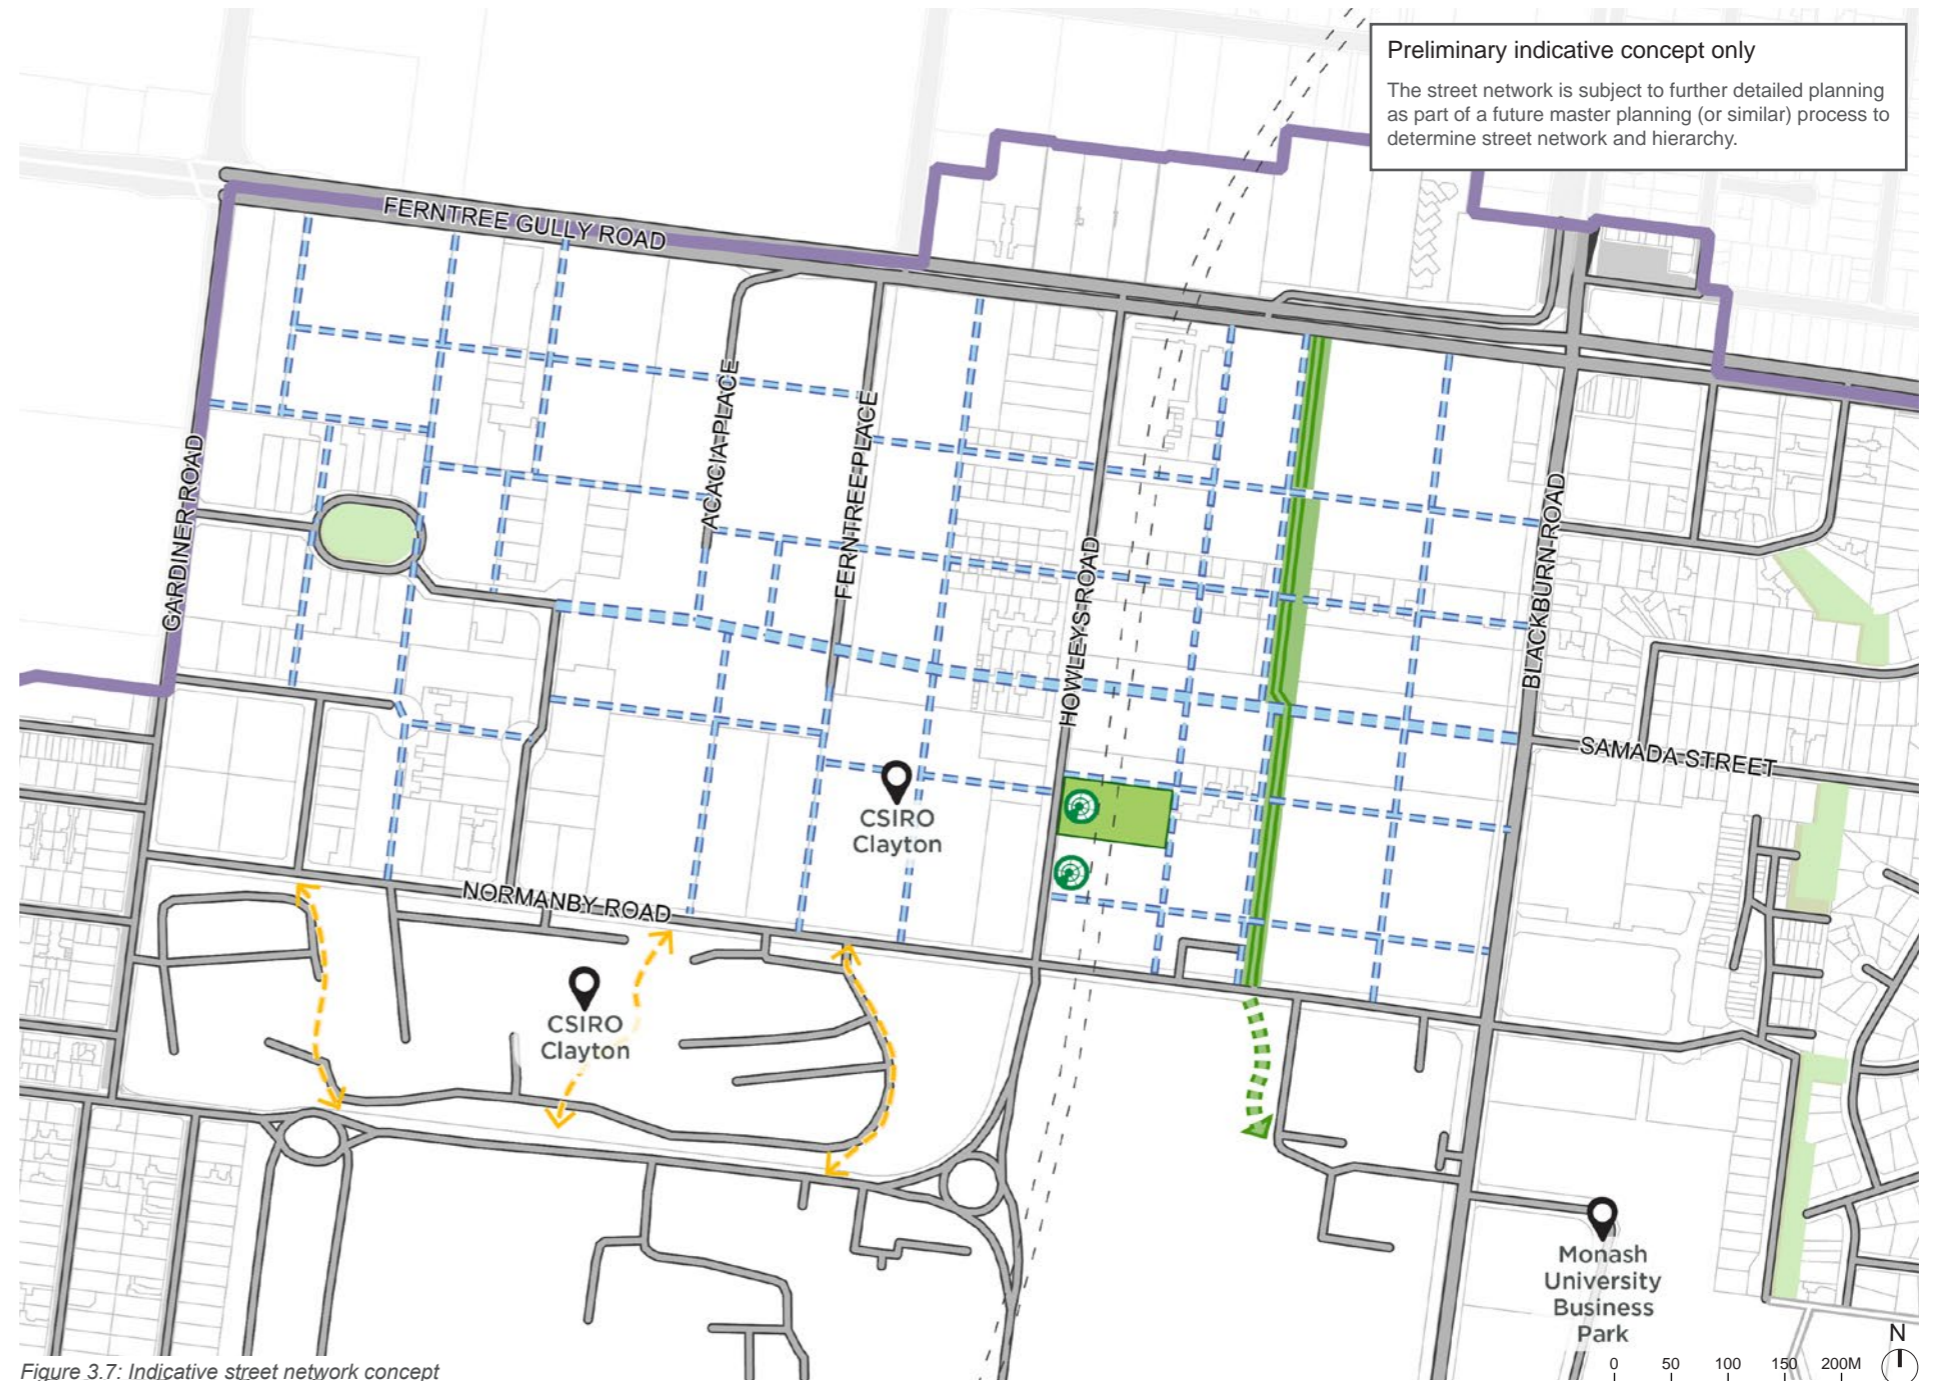 Preliminary indicative concept only
The street network is subject to further detailed planning
as part of a future master planning (or similar) process to
determine street network and hierarchy.
FERNTREE GULLY ROAD
GARDINER ROAD
ACACIA PLACE
FERNTREE PLACE
HOWLEYS ROAD
BLACKBURN ROAD
SAMADA STREET
CSIRO
Clayton
NORMANBY ROAD
CSIRO
Clayton
Monash
University
Business
Park
N
0 50 100 150 200M
Figure 3.7: Indicative street network concept